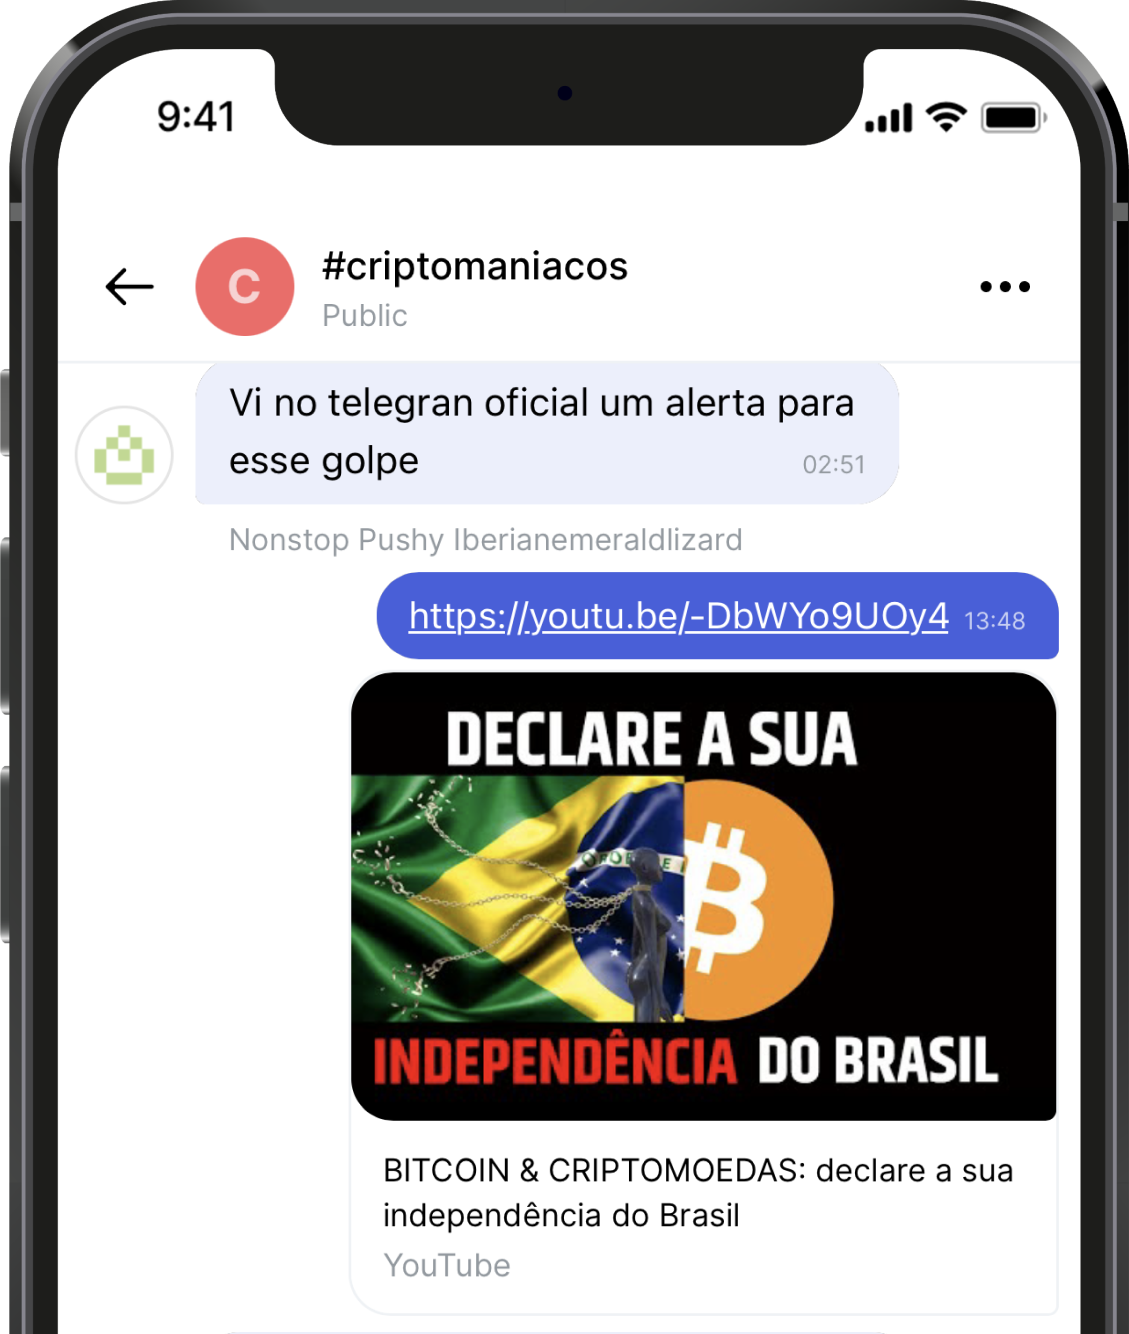 9:41
C
#criptomaniacos
Public
Vi no telegran oficial um alerta para
esse golpe
02:51
Nonstop Pushy Iberianemeraldlizard
https://youtu.be/-DbWYo9UOy4 13:48
DECLARE A SUA
INDEPENDÊNCIA DO BRASIL
BITCOIN & CRIPTOMOEDAS: declare a sua
independência do Brasil
YouTube